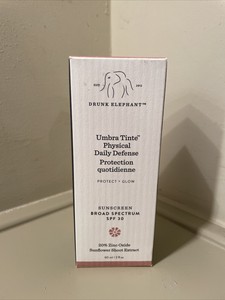 DRUNK ELEPHANT™
Umbra Tinte™
Physical
Daily Defense
Protection
quotidienne
PROTECT + GLOW
SUNSCREEN
BROAD SPECTRUM
SPF 30
20% Zinc Oxide
Sunflower Shoot Extract